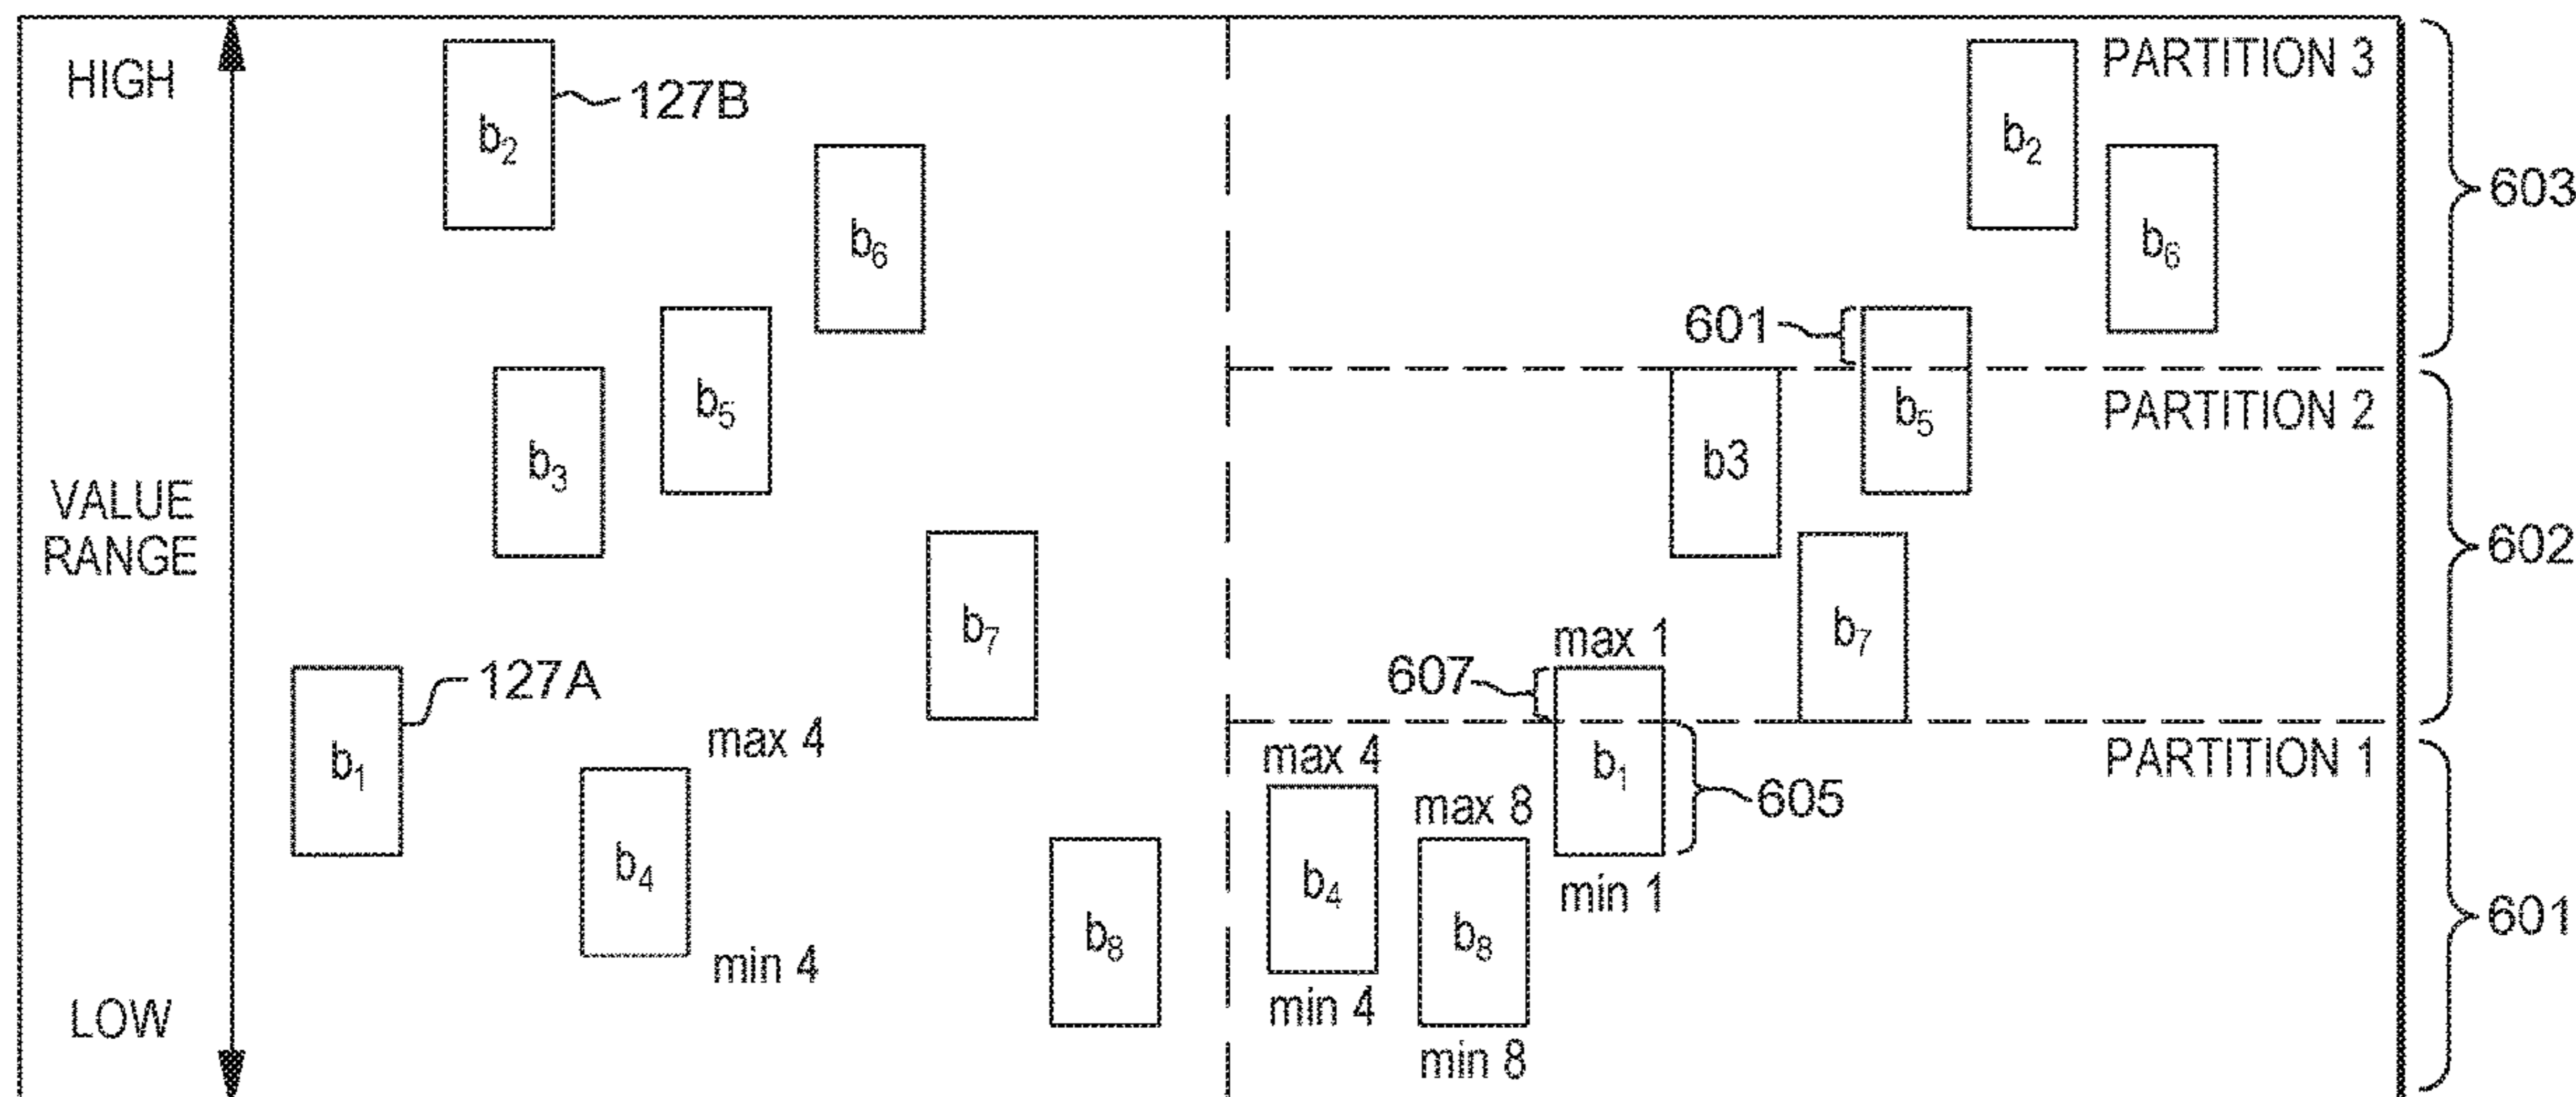 HIGH
b₂
127B
b₆
b₅
b₃
VALUE
RANGE
b₇
127A
b₁
max 4
b₄
min 4
b₈
LOW
PARTITION 3
b₂
b₆
603
601
PARTITION 2
b₅
b3
602
b₇
max 1
607
PARTITION 1
b₁
605
max 4
max 8
b₄
min 1
b₈
601
min 4
min 8